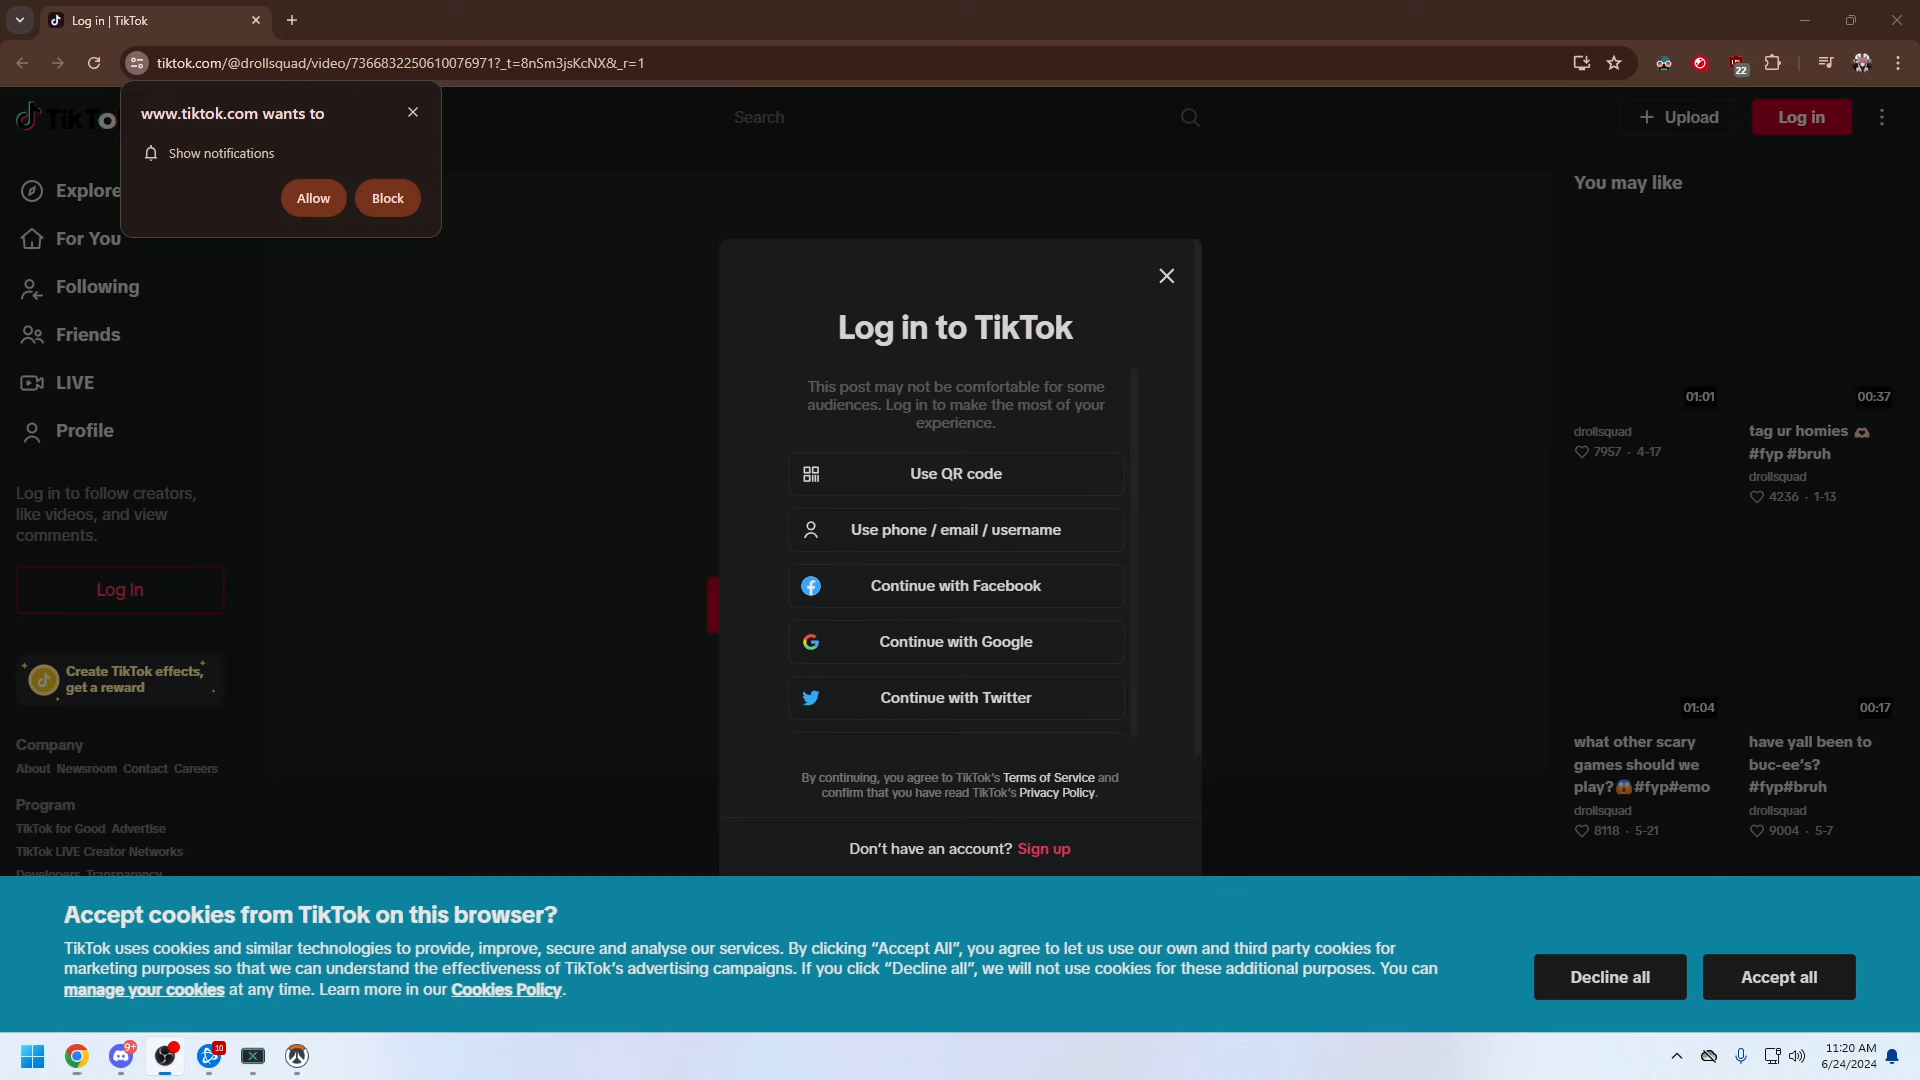 Log in | TikTok
tiktok.com/@drollsquad/video/7366832250610076971?_t=8nSm3jsKcNX&_r=1
22
www.tiktok.com wants to
Show notifications
Allow
Block
TikTo
Search
Upload
Log in
Explore
For You
Following
Friends
LIVE
Profile
Log in to follow creators,
like videos, and view
comments.
Log in
Create TikTok effects,
get a reward
Company
About Newsroom Contact Careers
Program
TikTok for Good Advertise
TikTok LIVE Creator Networks
Developers Transparency
Log in to TikTok
This post may not be comfortable for some
audiences. Log in to make the most of your
experience.
Use QR code
Use phone / email / username
Continue with Facebook
Continue with Google
Continue with Twitter
By continuing, you agree to TikTok's Terms of Service and
confirm that you have read TikTok's Privacy Policy.
Don't have an account? Sign up
You may like
01:01
drollsquad
7957 · 4-17
00:37
tag ur homies 🫶🏽
#fyp #bruh
drollsquad
4236 · 1-13
01:04
what other scary
games should we
play?😱#fyp#emo
drollsquad
8118 · 5-21
00:17
have yall been to
buc-ee's?
#fyp#bruh
drollsquad
9004 · 5-7
Accept cookies from TikTok on this browser?
TikTok uses cookies and similar technologies to provide, improve, secure and analyse our services. By clicking "Accept All", you agree to let us use our own and third party cookies for
marketing purposes so that we can understand the effectiveness of TikTok's advertising campaigns. If you click "Decline all", we will not use cookies for these additional purposes. You can
manage your cookies at any time. Learn more in our Cookies Policy.
Decline all
Accept all
9+
10
11:20 AM
6/24/2024